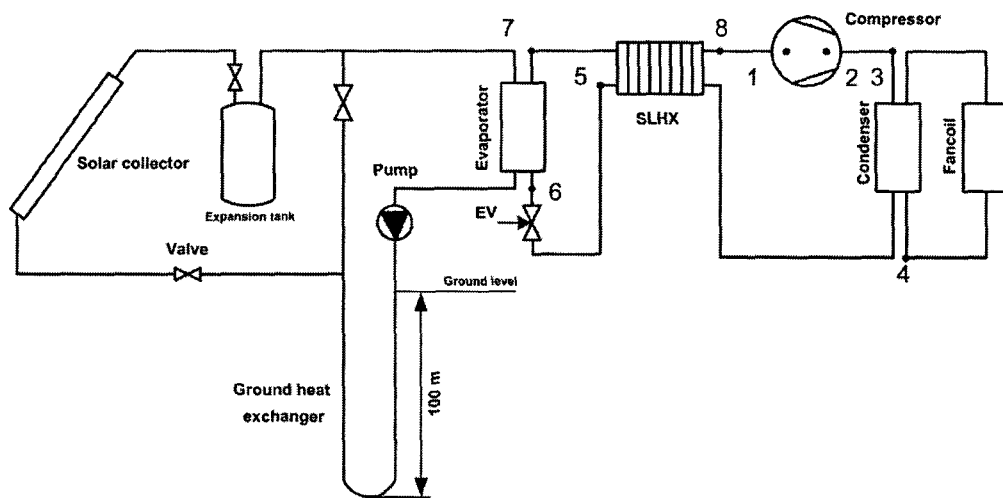 7
8
Compressor
5
1
2
3
SLHX
Evaporator
Condenser
Fancoil
Solar collector
Expansion tank
Pump
6
EV
Valve
4
Ground level
100 m
Ground heat
exchanger